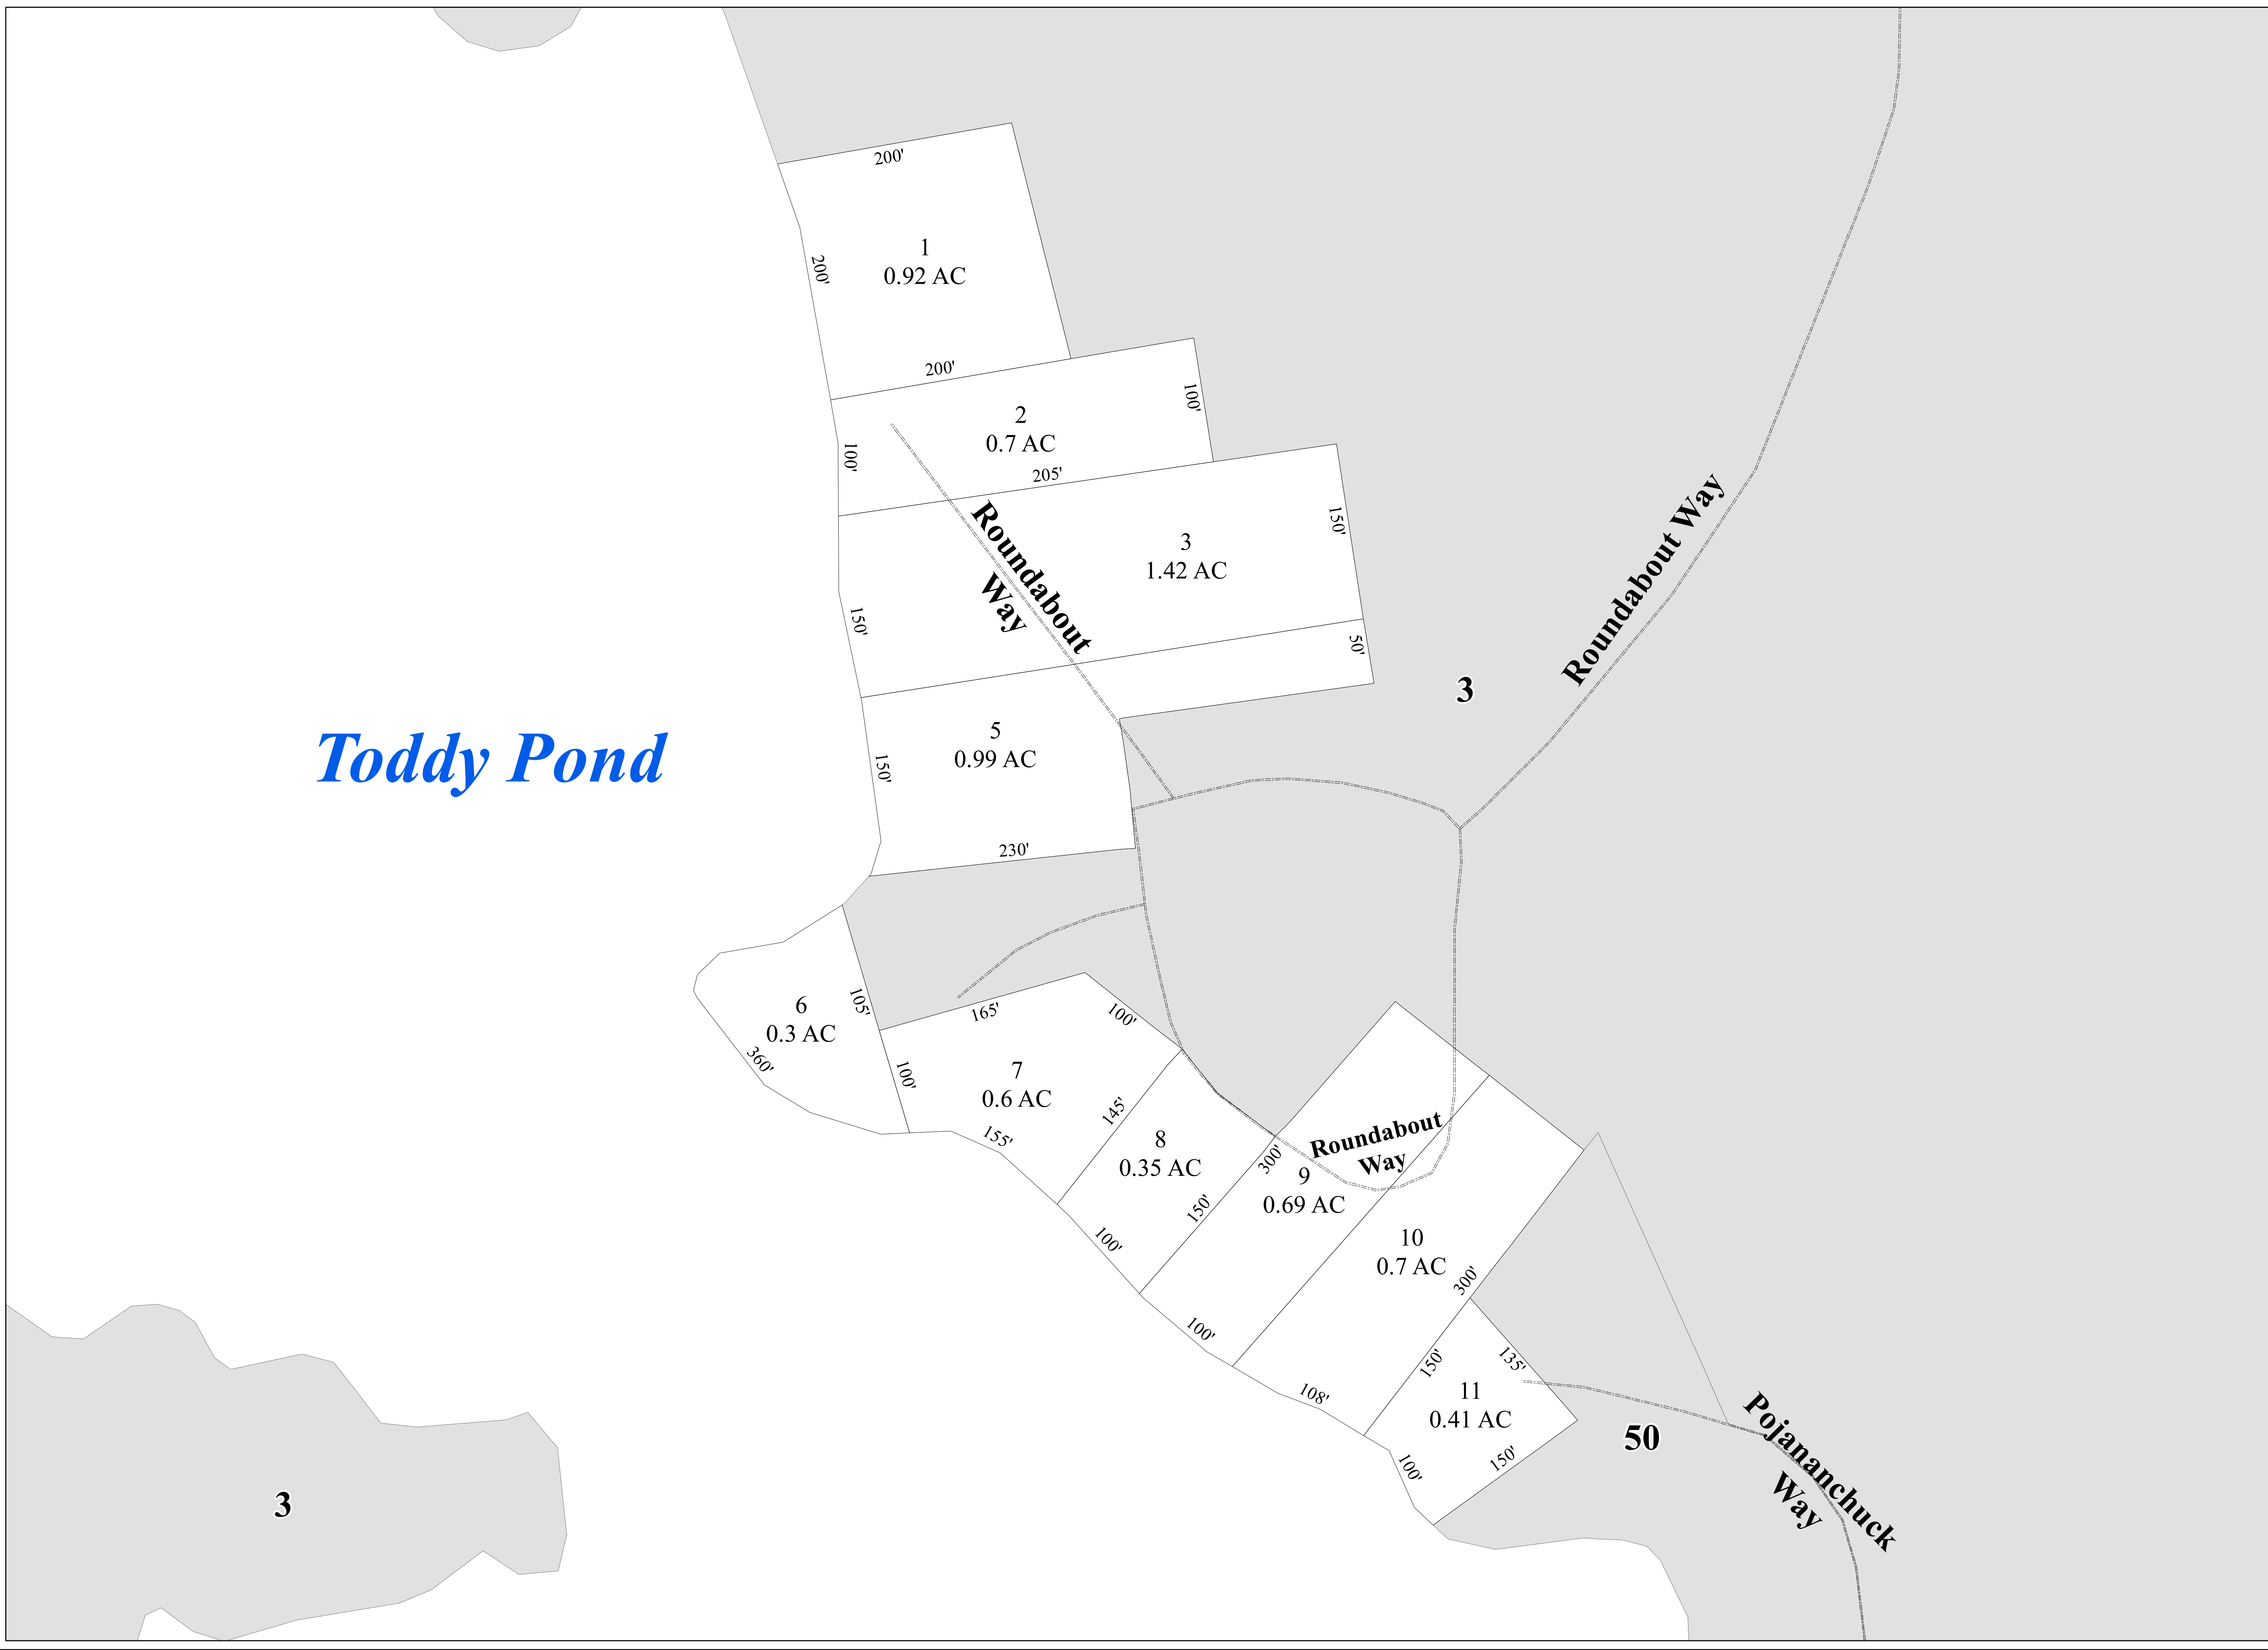 200'
1
0.92 AC
200'
200'
2
0.7 AC
100'
100'
205'
Roundabout
Way
3
1.42 AC
150'
150'
50'
Roundabout Way
3
Toddy Pond
5
0.99 AC
150'
230'
6
0.3 AC
105'
360'
165'
100'
7
0.6 AC
100'
155'
145'
8
0.35 AC
100'
150'
300'
Roundabout
Way
9
0.69 AC
100'
10
0.7 AC
300'
108'
150'
135'
11
0.41 AC
100'
150'
50
Pojananchuck
Way
3